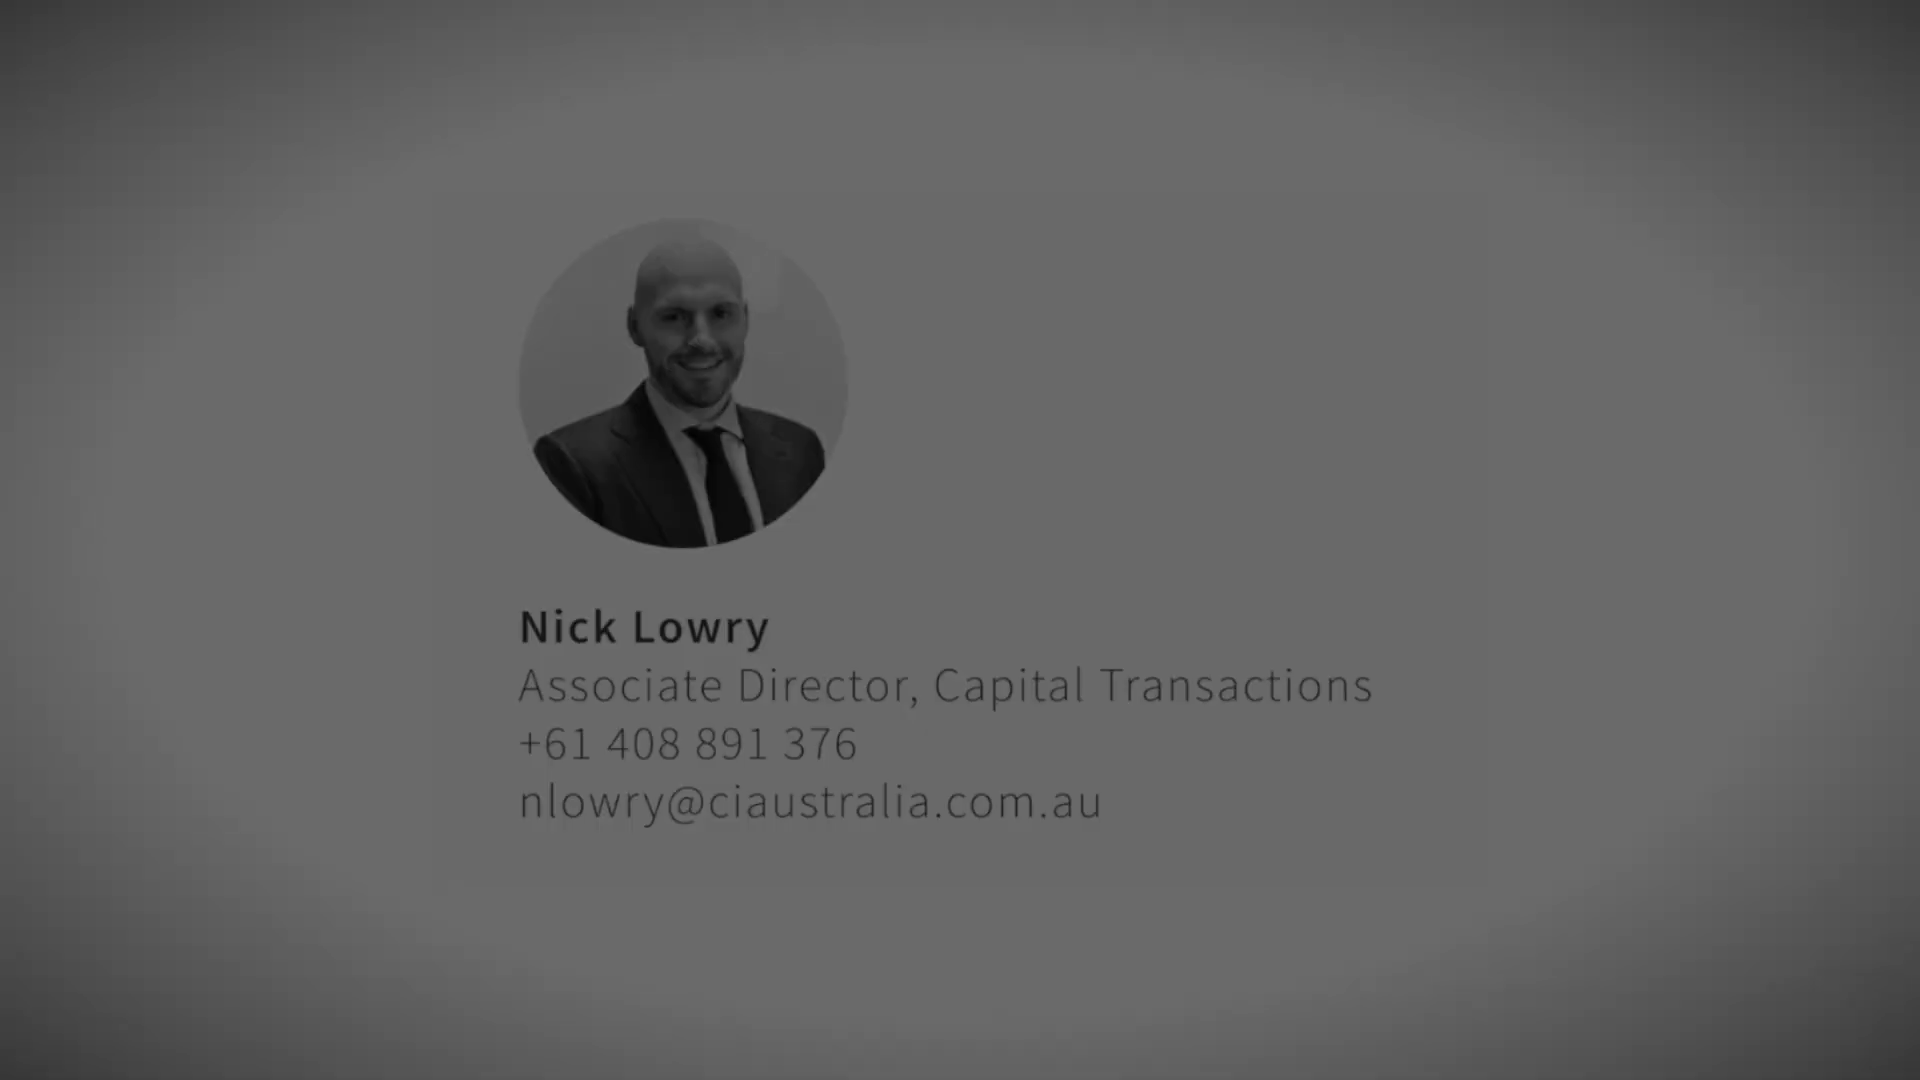 Nick Lowry
Associate Director, Capital Transactions
+61 408 891 376
nlowry@ciaustralia.com.au